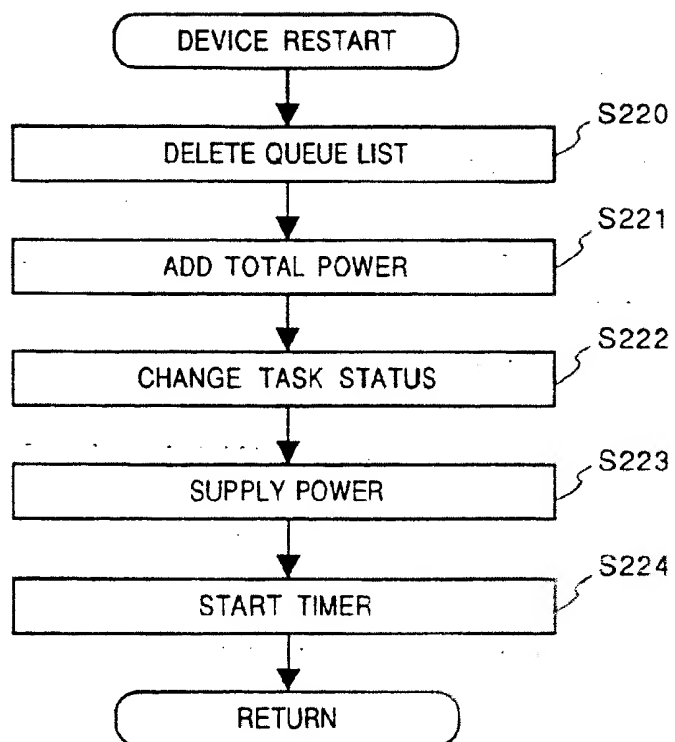 DEVICE RESTART
S220
DELETE QUEUE LIST
S221
ADD TOTAL POWER
S222
CHANGE TASK STATUS
S223
SUPPLY POWER
S224
START TIMER
RETURN